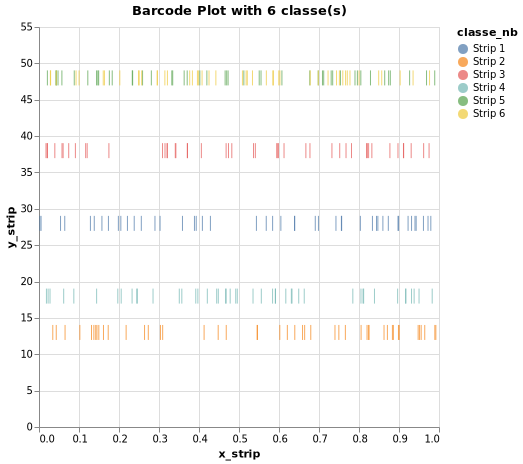 Barcode Plot with 6 classe(s)
classe_nb
Strip 1
Strip 2
Strip 3
Strip 4
Strip 5
Strip 6
y_strip
55
50
45
40
35
30
25
20
15
10
5
0
0.0 0.1 0.2 0.3 0.4 0.5 0.6 0.7 0.8 0.9 1.0
x_strip